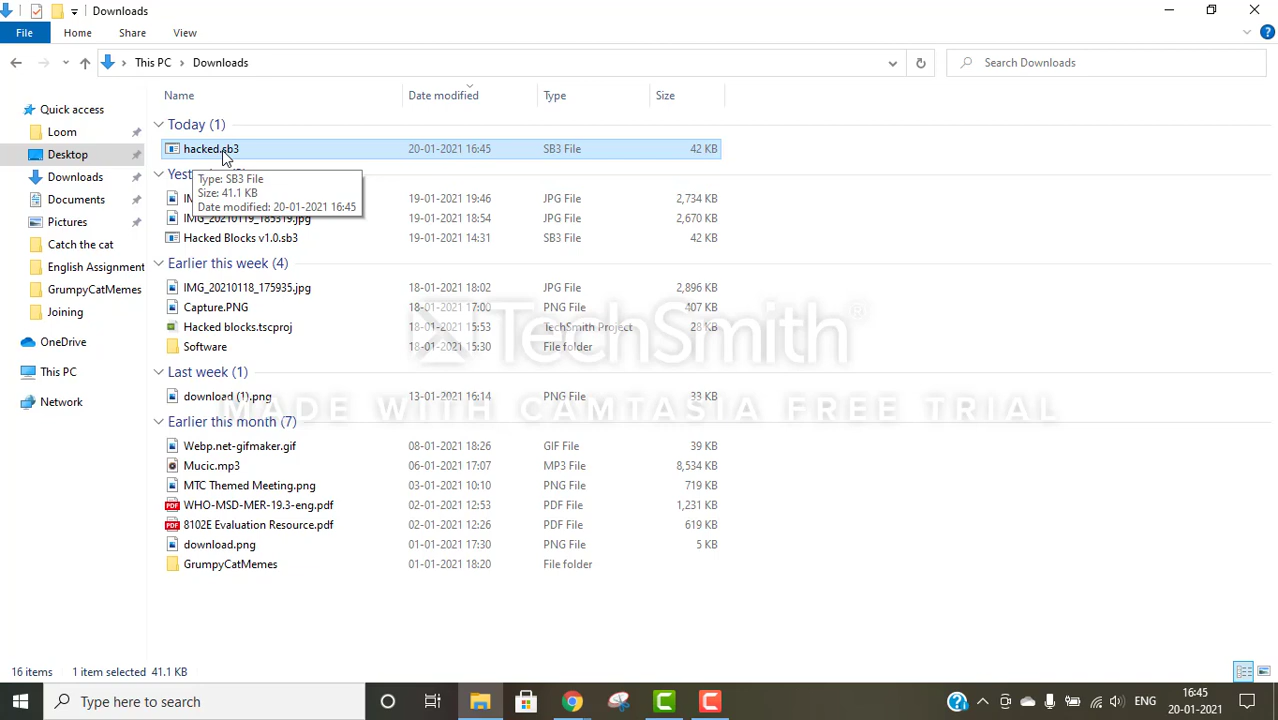 Downloads
File Home Share View
This PC Downloads
Search Downloads
Name Date modified Type Size
Quick access
Loom
Desktop
Downloads
Documents
Pictures
Catch the cat
English Assignment
GrumpyCatMemes
Joining
OneDrive
This PC
Network
Today (1)
hacked.sb3 20-01-2021 16:45 SB3 File 42 KB
Type: SB3 File
Size: 41.1 KB
Date modified: 20-01-2021 16:45
19-01-2021 19:46 JPG File 2,734 KB
IMG_20210119_185319.jpg 19-01-2021 18:54 JPG File 2,670 KB
Hacked Blocks v1.0.sb3 19-01-2021 14:31 SB3 File 42 KB
Earlier this week (4)
IMG_20210118_175935.jpg 18-01-2021 18:02 JPG File 2,896 KB
Capture.PNG 18-01-2021 17:00 PNG File 407 KB
Hacked blocks.tscproj 18-01-2021 15:53 TechSmith Project 28 KB
Software 18-01-2021 15:30 File folder
Last week (1)
download (1).png 13-01-2021 16:14 PNG File 33 KB
Earlier this month (7)
Webp.net-gifmaker.gif 08-01-2021 18:26 GIF File 39 KB
Mucic.mp3 06-01-2021 17:07 MP3 File 8,534 KB
MTC Themed Meeting.png 03-01-2021 10:10 PNG File 719 KB
WHO-MSD-MER-19.3-eng.pdf 02-01-2021 12:53 PDF File 1,231 KB
8102E Evaluation Resource.pdf 02-01-2021 12:26 PDF File 619 KB
download.png 01-01-2021 17:30 PNG File 5 KB
GrumpyCatMemes 01-01-2021 18:20 File folder
TechSmith®
MADE WITH CAMTASIA FREE TRIAL
16 items 1 item selected 41.1 KB
Type here to search
ENG
16:45
20-01-2021